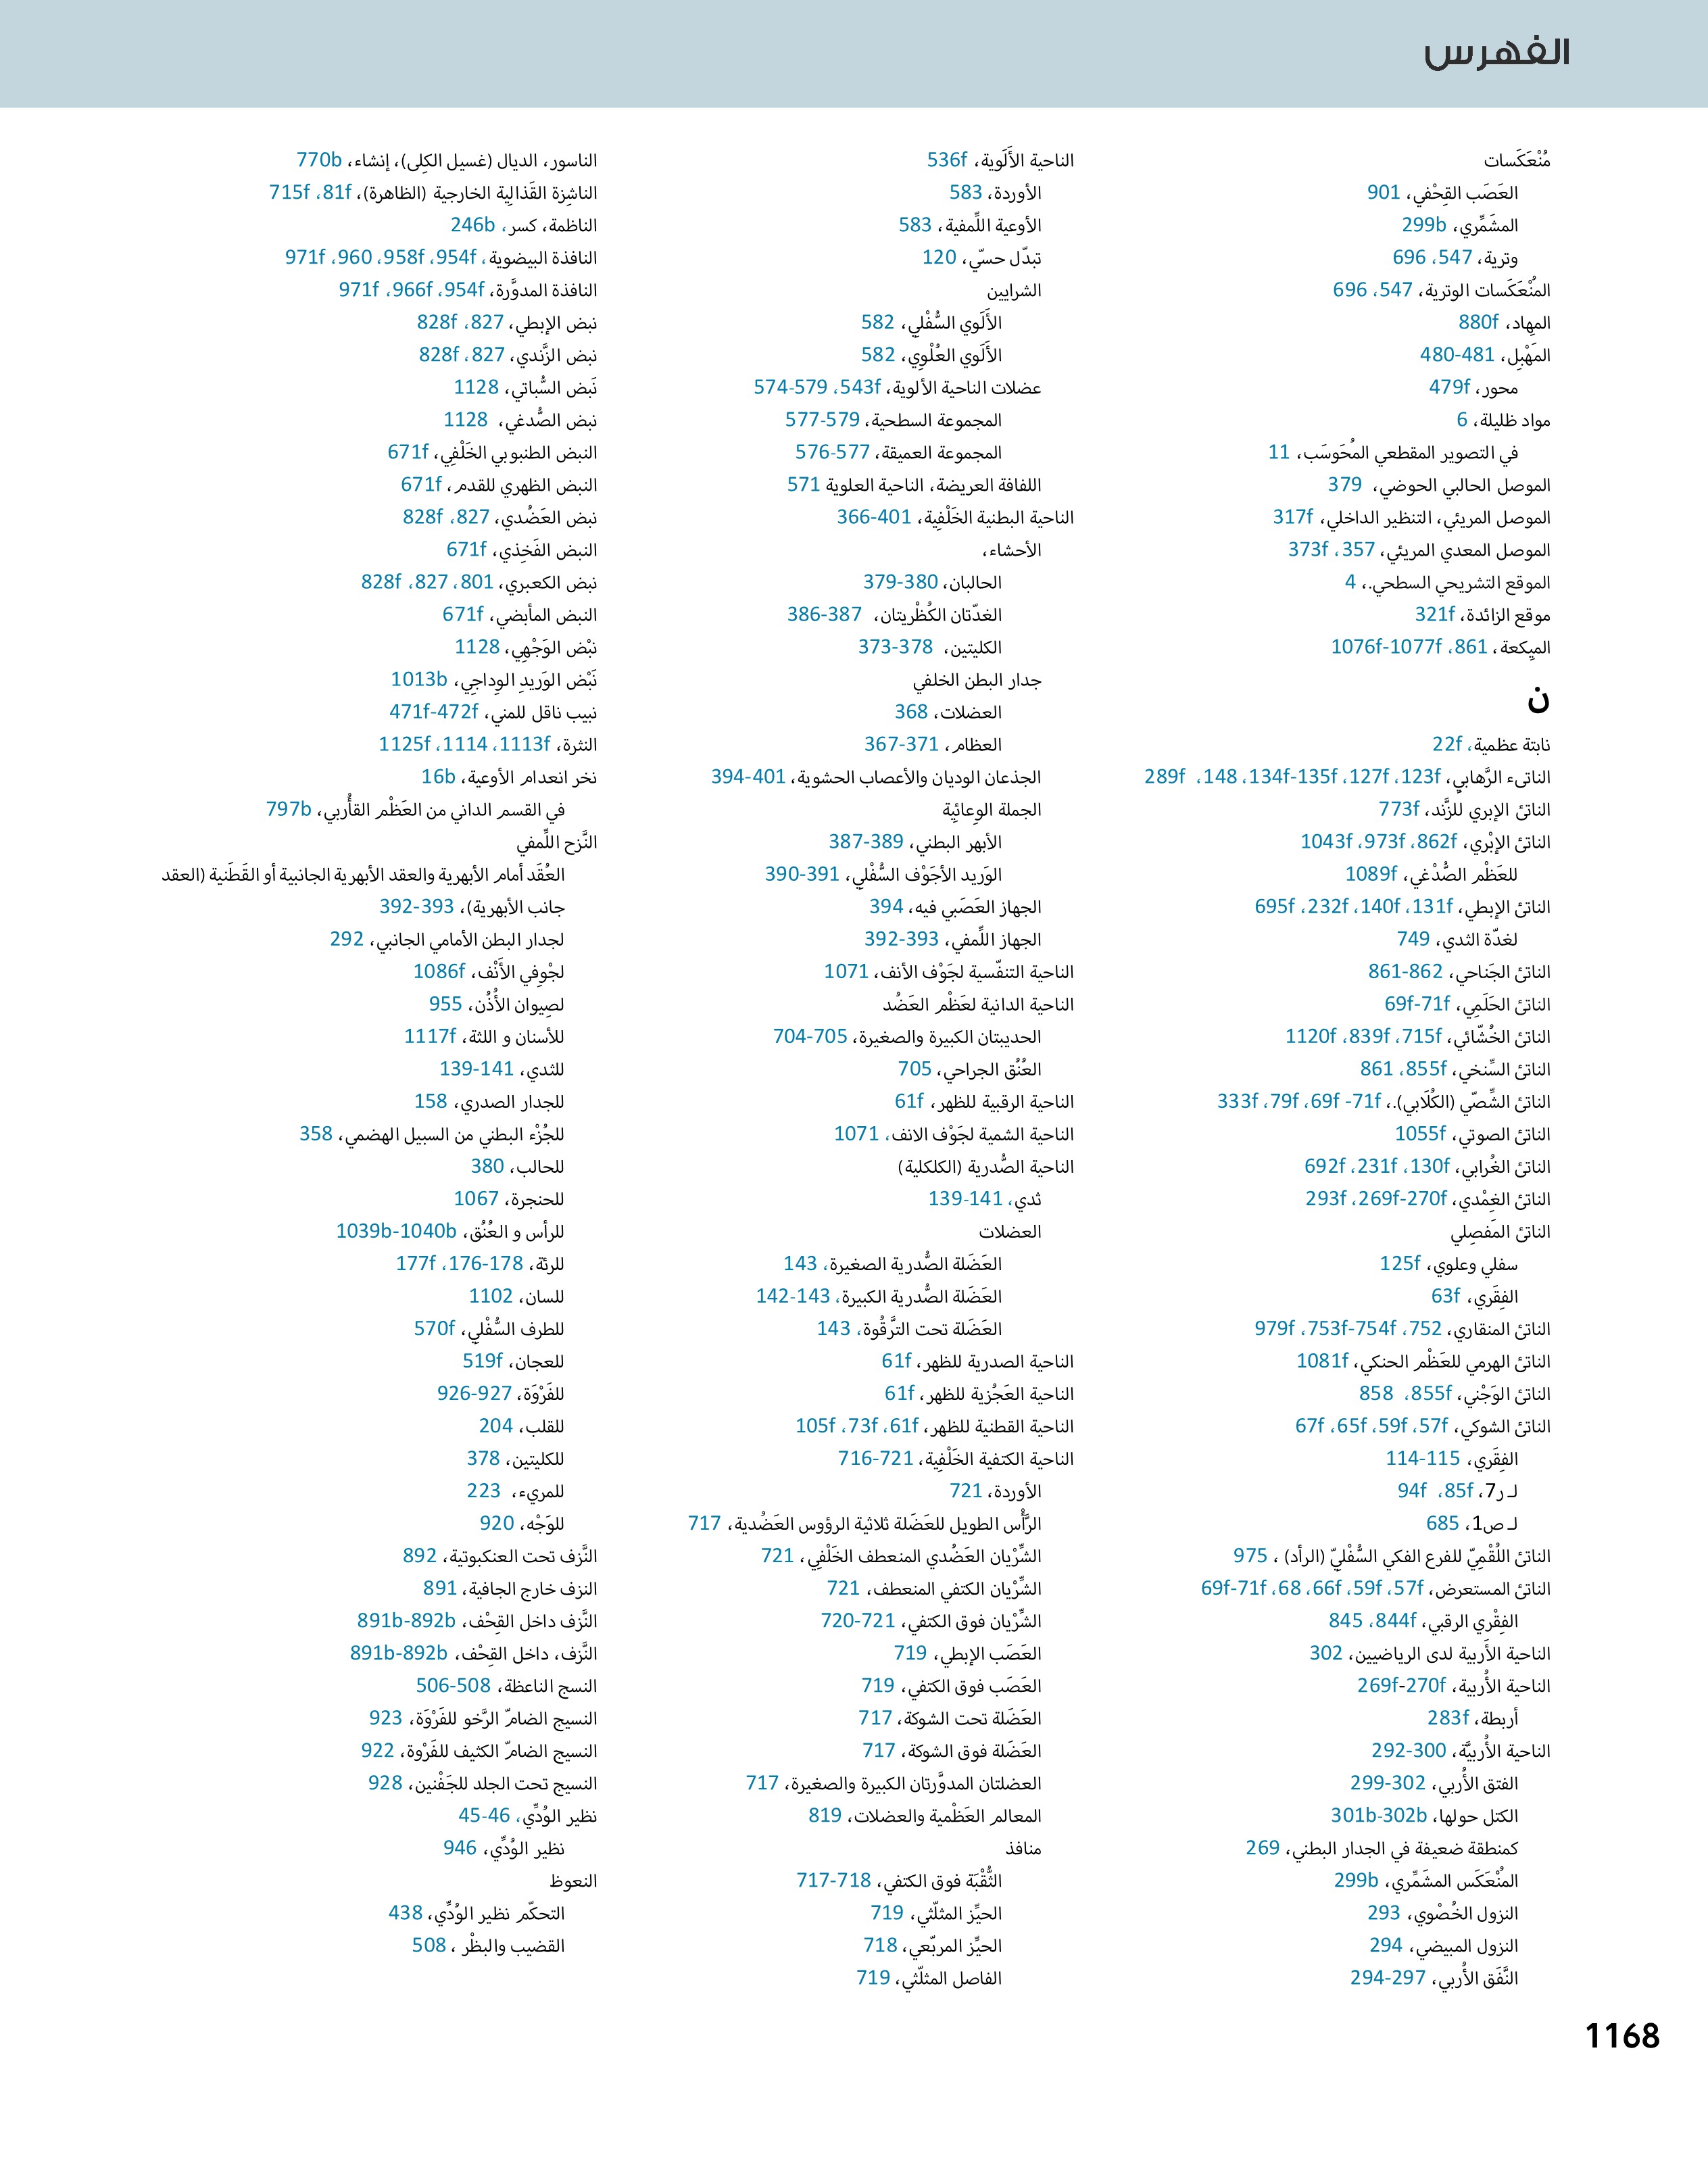 الفهرس
مُنْعَكَسات
العَصَب القِحْفي، 901
المشَمِّري، 299b
وترية، 547، 696
المُنْعَكَسات الوترية، 547، 696
المهاد، 880f
المَهْبِل، 480-481
محور، 479f
مواد ظليلة، 6
في التصوير المقطعي المُحَوسَب، 11
الموصل الحالبي الحوضي، 379
الموصل المريئي، التنظير الداخلي، 317f
الموصل المعدي المريئي، 357، 373f
الموقع التشريحي السطحي.، 4
موقع الزائدة، 321f
الميِكعة، 861، 1076f-1077f
ن
نابتة عظمية، 22f
الناتىء الرَّهابي، 123f، 127f، 134f-135f، 148، 289f
الناتئ الإبري للزَّند، 773f
الناتئ الإبْري، 862f، 973f، 1043f
للعَظْم الصُّدْغي، 1089f
الناتئ الإبطي، 131f، 140f، 232f، 695f
لغدّة الثدي، 749
الناتئ الجَناحي، 861-862
الناتئ الحَلَمِي، 69f-71f
الناتئ الخُشّائي، 715f، 839f، 1120f
الناتئ السِّنخي، 855f، 861
الناتئ الشِّصّي (الكُلّابي).، 69f -71f، 79f، 333f
الناتئ الصوتي، 1055f
الناتئ الغُرابي، 130f، 231f، 692f
الناتئ الغِمْدي، 269f-270f، 293f
الناتئ المَفصِلي
سفلي وعلوي، 125f
الفِقَري، 63f
الناتئ المنقاري، 752، 753f-754f، 979f
الناتئ الهرمي للعَظْم الحنكي، 1081f
الناتئ الوَجْني، 855f، 858
الناتئ الشوكي، 57f، 59f، 65f، 67f
الفِقَري، 114-115
لـ ر7، 85f، 94f
لـ ص1، 685
الناتئ اللُقْمِيّ للفرع الفكي السُّفْليّ (الرأد) ، 975
الناتئ المستعرض، 57f، 59f، 66f، 68، 69f-71f
الفِقْري الرقبي، 844f، 845
الناحية الأَربية لدى الرياضيين، 302
الناحية الأُربية، 269f-270f
أربطة، 283f
الناحية الأُربيَّة، 292-300
الفتق الأُربي، 299-302
الكتل حولها، 301b-302b
كمنطقة ضعيفة في الجدار البطني، 269
المُنْعَكَس المشَمِّري، 299b
النزول الخُصْوي، 293
النزول المبيضي، 294
النَّفَق الأُربي، 294-297
الناحية الأَلَوية، 536f
الأوردة، 583
الأوعية اللِّمفية، 583
تبدّل حسّي، 120
الشرايين
الأَلَوي السُّفْلي، 582
الأَلَوي العُلْوي، 582
عضلات الناحية الألوية، 543f، 574-579
المجموعة السطحية، 577-579
المجموعة العميقة، 576-577
اللفافة العريضة، الناحية العلوية 571
الناحية البطنية الخَلْفِية، 366-401
الأحشاء،
الحالبان، 379-380
الغدّتان الكُظْريتان، 386-387
الكليتين، 373-378
جدار البطن الخلفي
العضلات، 368
العظام، 367-371
الجذعان الوديان والأعصاب الحشوية، 394-401
الجملة الوِعائِية
الأبهر البطني، 387-389
الوَريد الأجَوْف السُّفْلي، 390-391
الجهاز العَصَبي فيه، 394
الجهاز اللِّمفي، 392-393
الناحية التنفّسية لجَوْف الأنف، 1071
الناحية الدانية لعَظْم العَضُد
الحديبتان الكبيرة والصغيرة، 704-705
العُنُق الجراحي، 705
الناحية الرقبية للظهر، 61f
الناحية الشمية لجَوْف الانف، 1071
الناحية الصُّدرية (الكلكلية)
ثدي، 139-141
العضلات
العَضَلة الصُّدرية الصغيرة، 143
العَضَلة الصُّدرية الكبيرة، 142-143
العَضَلة تحت التَّرقُوة، 143
الناحية الصدرية للظهر، 61f
الناحية العَجُزية للظهر، 61f
الناحية القطنية للظهر، 61f، 73f، 105f
الناحية الكتفية الخَلْفِية، 716-721
الأوردة، 721
الرَّأس الطويل للعَضَلة ثلاثية الرؤوس العَضُدية، 717
الشِّرْيان العَضُدي المنعطف الخَلْفِي، 721
الشِّرْيان الكتفي المنعطف، 721
الشِّرْيان فوق الكتفي، 720-721
العَصَب الإبطي، 719
العَصَب فوق الكتفي، 719
العَضَلة تحت الشوكة، 717
العَضَلة فوق الشوكة، 717
العضلتان المدوَّرتان الكبيرة والصغيرة، 717
المعالم العَظْمية والعضلات، 819
منافذ
الثُّقْبَة فوق الكتفي، 717-718
الحيِّز المثلّثي، 719
الحيِّز المربّعي، 718
الفاصل المثلّثي، 719
الناسور، الديال (غسيل الكِلى)، إنشاء، 770b
الناشِزة القَذالِية الخارجية (الظاهرة)، 81f، 715f
الناظمة، كسر، 246b
النافذة البيضوية، 954f، 958f، 960، 971f
النافذة المدوَّرة، 954f، 966f، 971f
نبض الإبطي، 827، 828f
نبض الزَّندي، 827، 828f
نَبض السُّباتي، 1128
نبض الصُّدغي، 1128
النبض الطنبوبي الخَلْفِي، 671f
النبض الظهري للقدم، 671f
نبض العَضُدي، 827، 828f
النبض الفَخِذي، 671f
نبض الكعبري، 801، 827، 828f
النبض المأبضي، 671f
نبْض الوَجْهِي، 1128
نَبْض الوَريدِ الوِداجِي، 1013b
نبيب ناقل للمني، 471f-472f
النثرة، 1113f، 1114، 1125f
نخر انعدام الأوعية، 16b
في القسم الداني من العَظْم القأُربي، 797b
النَّزح اللِّمفي
العُقَد أمام الأبهرية والعقد الأبهرية الجانبية أو القَطَنية (العقد
جانب الأبهرية)، 392-393
لجدار البطن الأمامي الجانبي، 292
لجْوفي الأَنْف، 1086f
لصِيوان الأُذُن، 955
للأسنان و اللثة، 1117f
للثدي، 139-141
للجدار الصدري، 158
للجُزْء البطني من السبيل الهضمي، 358
للحالب، 380
للحنجرة، 1067
للرأس و العُنُق، 1039b-1040b
للرئة، 176-178، 177f
للسان، 1102
للطرف السُّفْلي، 570f
للعجان، 519f
للفَرْوَة، 926-927
للقلب، 204
للكليتين، 378
للمريء، 223
للوَجْه، 920
النَّزف تحت العنكبوتية، 892
النزف خارج الجافية، 891
النَّزف داخل القِحْف، 891b-892b
النَّزف، داخل القِحْف، 891b-892b
النسج الناعظة، 506-508
النسيج الضامّ الرَّخو للفَرْوَة، 923
النسيج الضامّ الكثيف للفَرْوة، 922
النسيج تحت الجلد للجَفْنين، 928
نظير الوُدِّي، 45-46
نظير الوُدِّي، 946
النعوظ
التحكّم نظير الوُدِّي، 438
القضيب والبظْر ، 508
1168